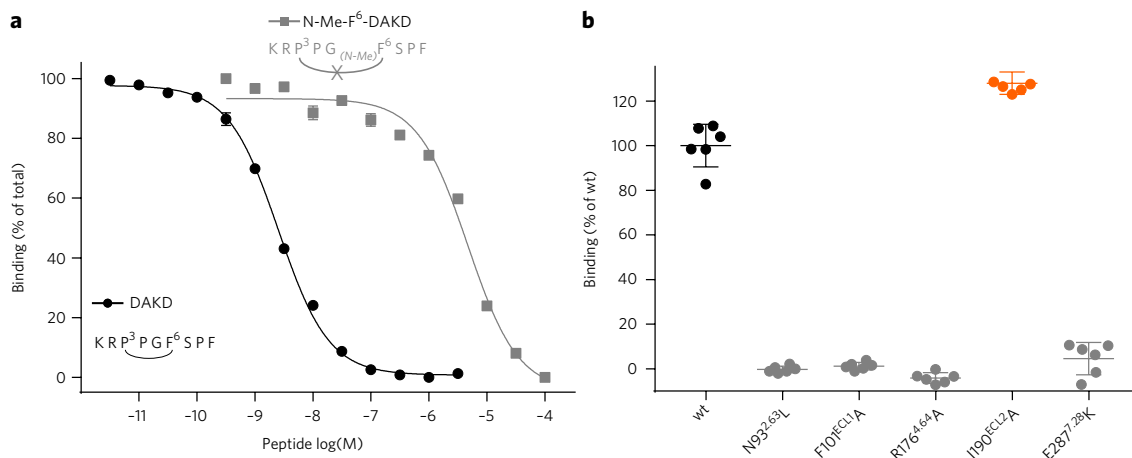 a
N-Me-F⁶-DAKD
K R P³ P G (N-Me) F⁶ S P F
X
100
80
60
40
20
0
Binding (% of total)
DAKD
K R P³ P G F⁶ S P F
−11 −10 −9 −8 −7 −6 −5 −4
Peptide log(M)
b
120
100
80
60
40
20
0
Binding (% of wt)
wt
N93²·⁶³L
F101ᴱᶜᴸ¹A
R176⁴·⁶⁴A
I190ᴱᶜᴸ²A
E287⁷·²⁸K